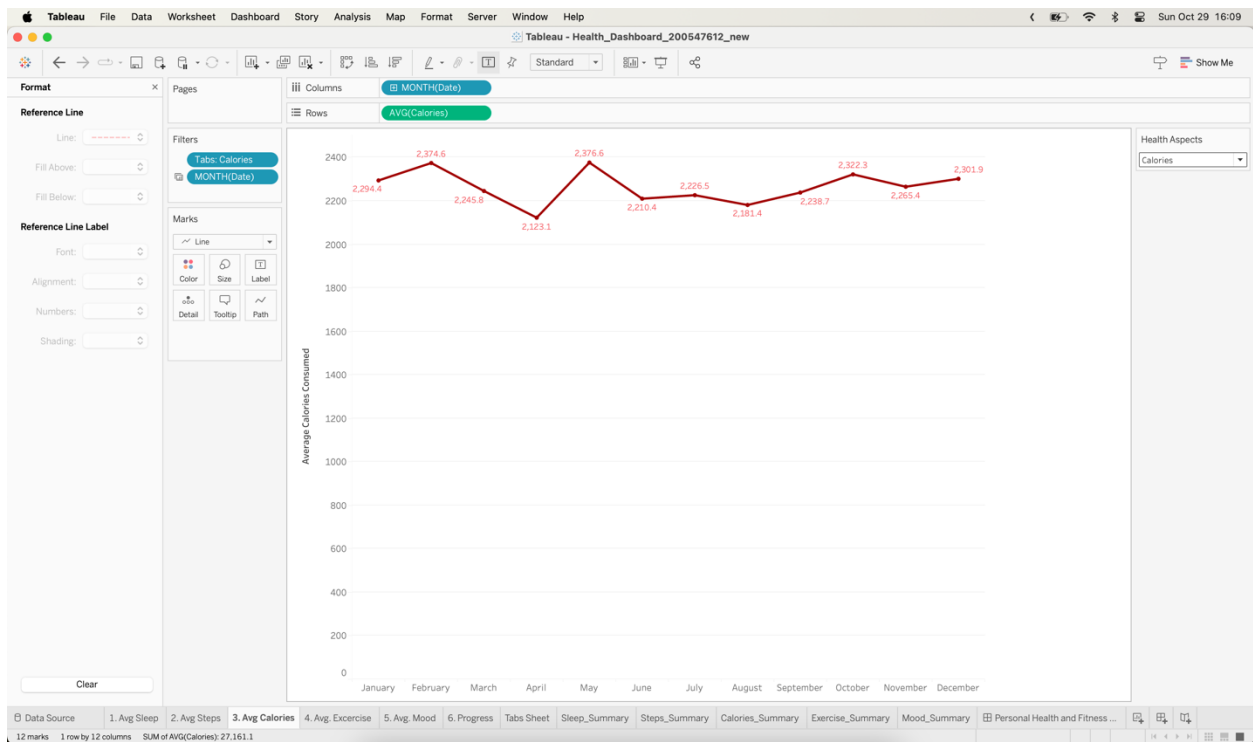 Tableau File Data Worksheet Dashboard Story Analysis Map Format Server Window Help Sun Oct 29 16:09
Tableau - Health_Dashboard_200547612_new
Standard Show Me
Format × Pages iii Columns MONTH(Date)
Reference Line Rows AVG(Calories)
Line: Filters Health Aspects
Tabs: Calories Calories
Fill Above: MONTH(Date)
Fill Below:
Marks
Reference Line Label Line
Font: Color Size Label
Alignment: Detail Tooltip Path
Numbers:
Shading:
Clear
Average Calories Consumed
2400
2200
2000
1800
1600
1400
1200
1000
800
600
400
200
0
2,294.4 2,374.6 2,245.8 2,123.1 2,376.6 2,210.4 2,226.5 2,181.4 2,238.7 2,322.3 2,265.4 2,301.9
January February March April May June July August September October November December
Data Source 1. Avg Sleep 2. Avg Steps 3. Avg Calories 4. Avg. Excercise 5. Avg. Mood 6. Progress Tabs Sheet Sleep_Summary Steps_Summary Calories_Summary Exercise_Summary Mood_Summary Personal Health and Fitness ...
12 marks 1 row by 12 columns SUM of AVG(Calories): 27,161.1